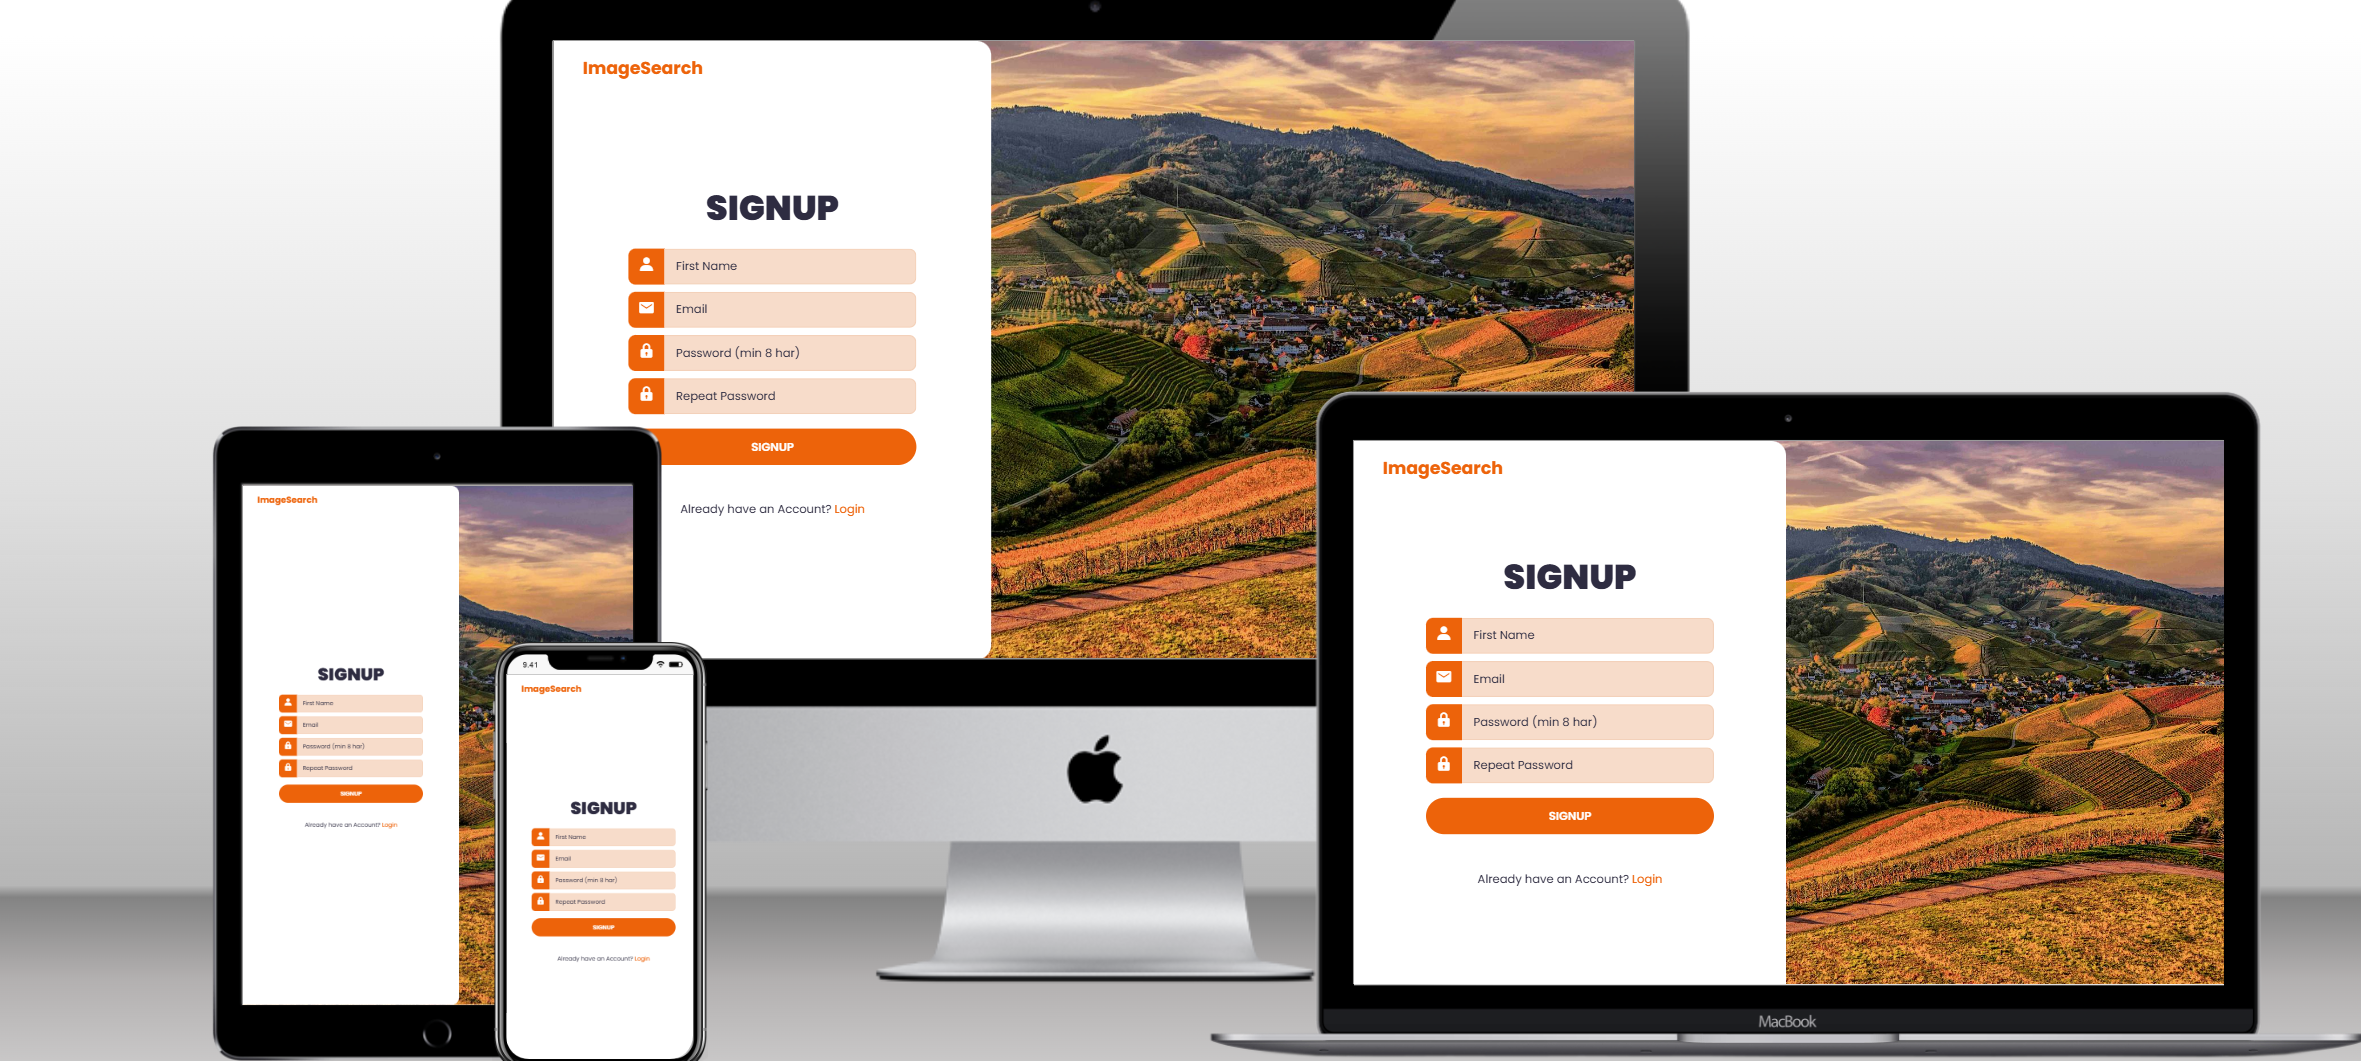 ImageSearch
SIGNUP
First Name
Email
Password (min 8 har)
Repeat Password
SIGNUP
Already have an Account? Login
ImageSearch
SIGNUP
First Name
Email
Password (min 8 har)
Repeat Password
SIGNUP
Already have an Account? Login
9.41
ImageSearch
SIGNUP
First Name
Email
Password (min 8 har)
Repeat Password
SIGNUP
Already have an Account? Login
ImageSearch
SIGNUP
First Name
Email
Password (min 8 har)
Repeat Password
SIGNUP
Already have an Account? Login
MacBook